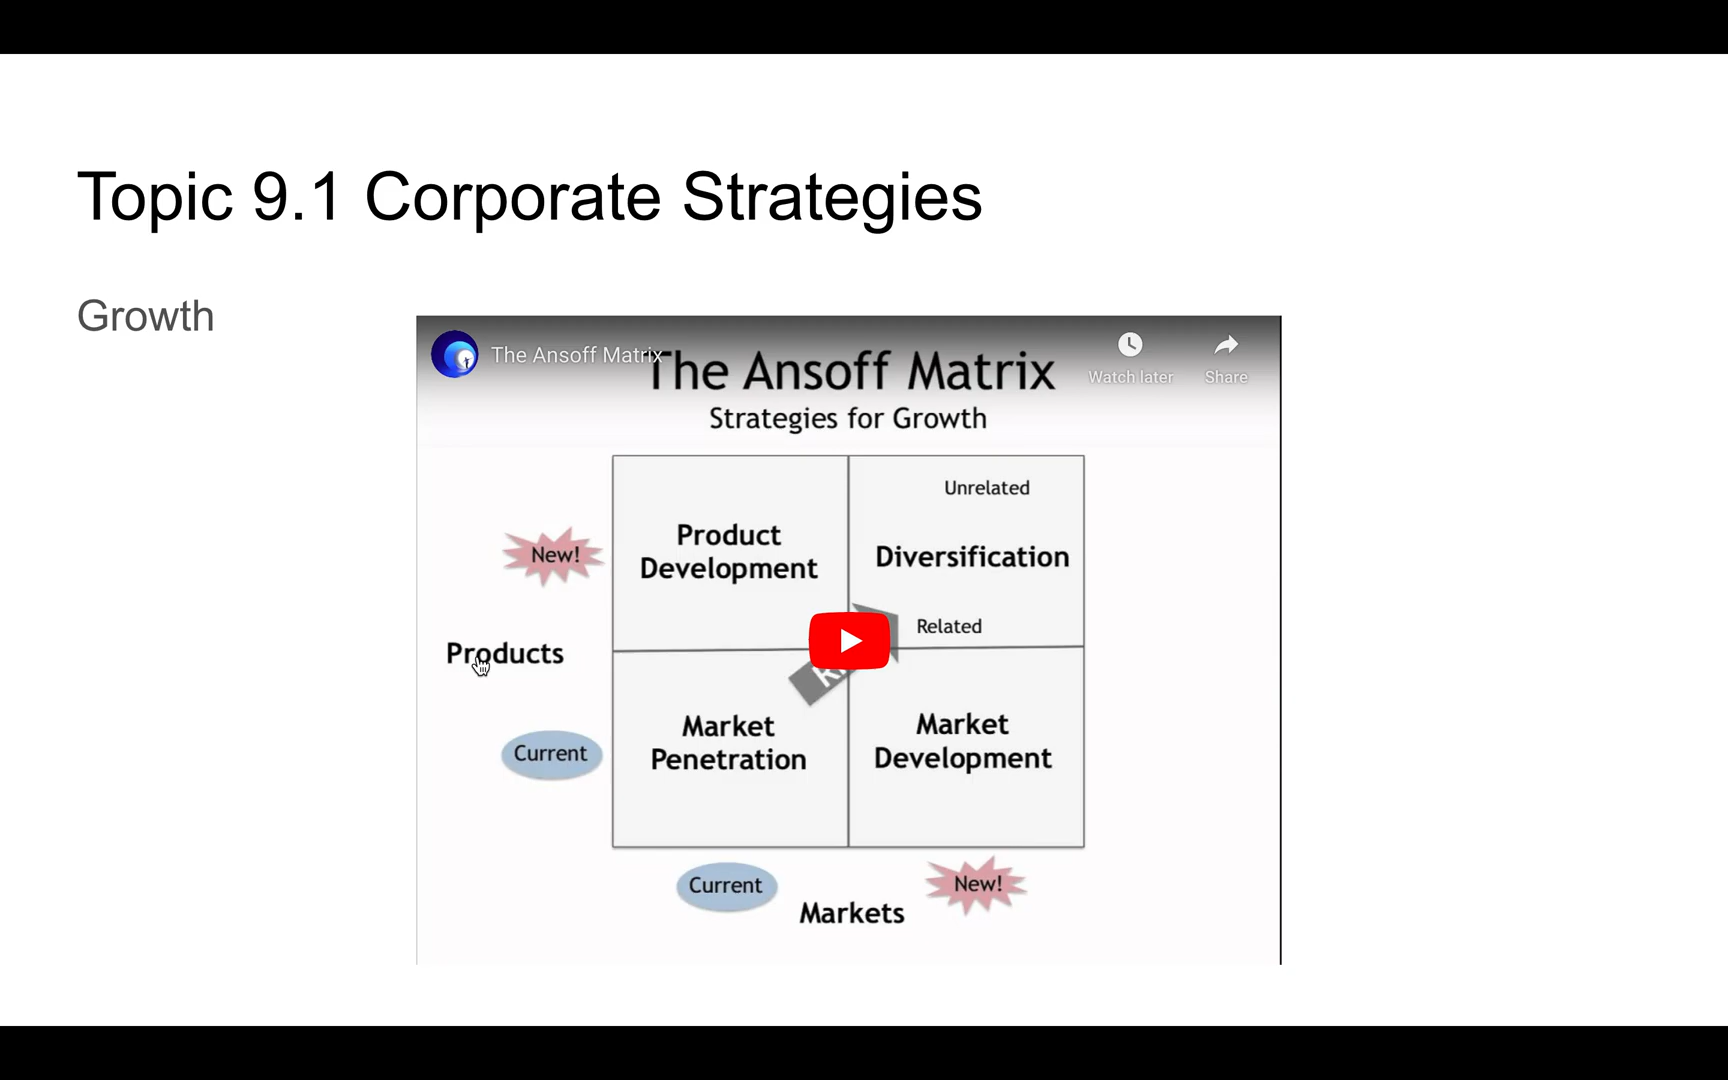 Topic 9.1 Corporate Strategies
Growth
The Ansoff Matrix
Watch later
Share
The Ansoff Matrix
Strategies for Growth
Unrelated
Product
Development
Diversification
New!
Related
Products
Market
Penetration
Market
Development
Current
Current
New!
Markets